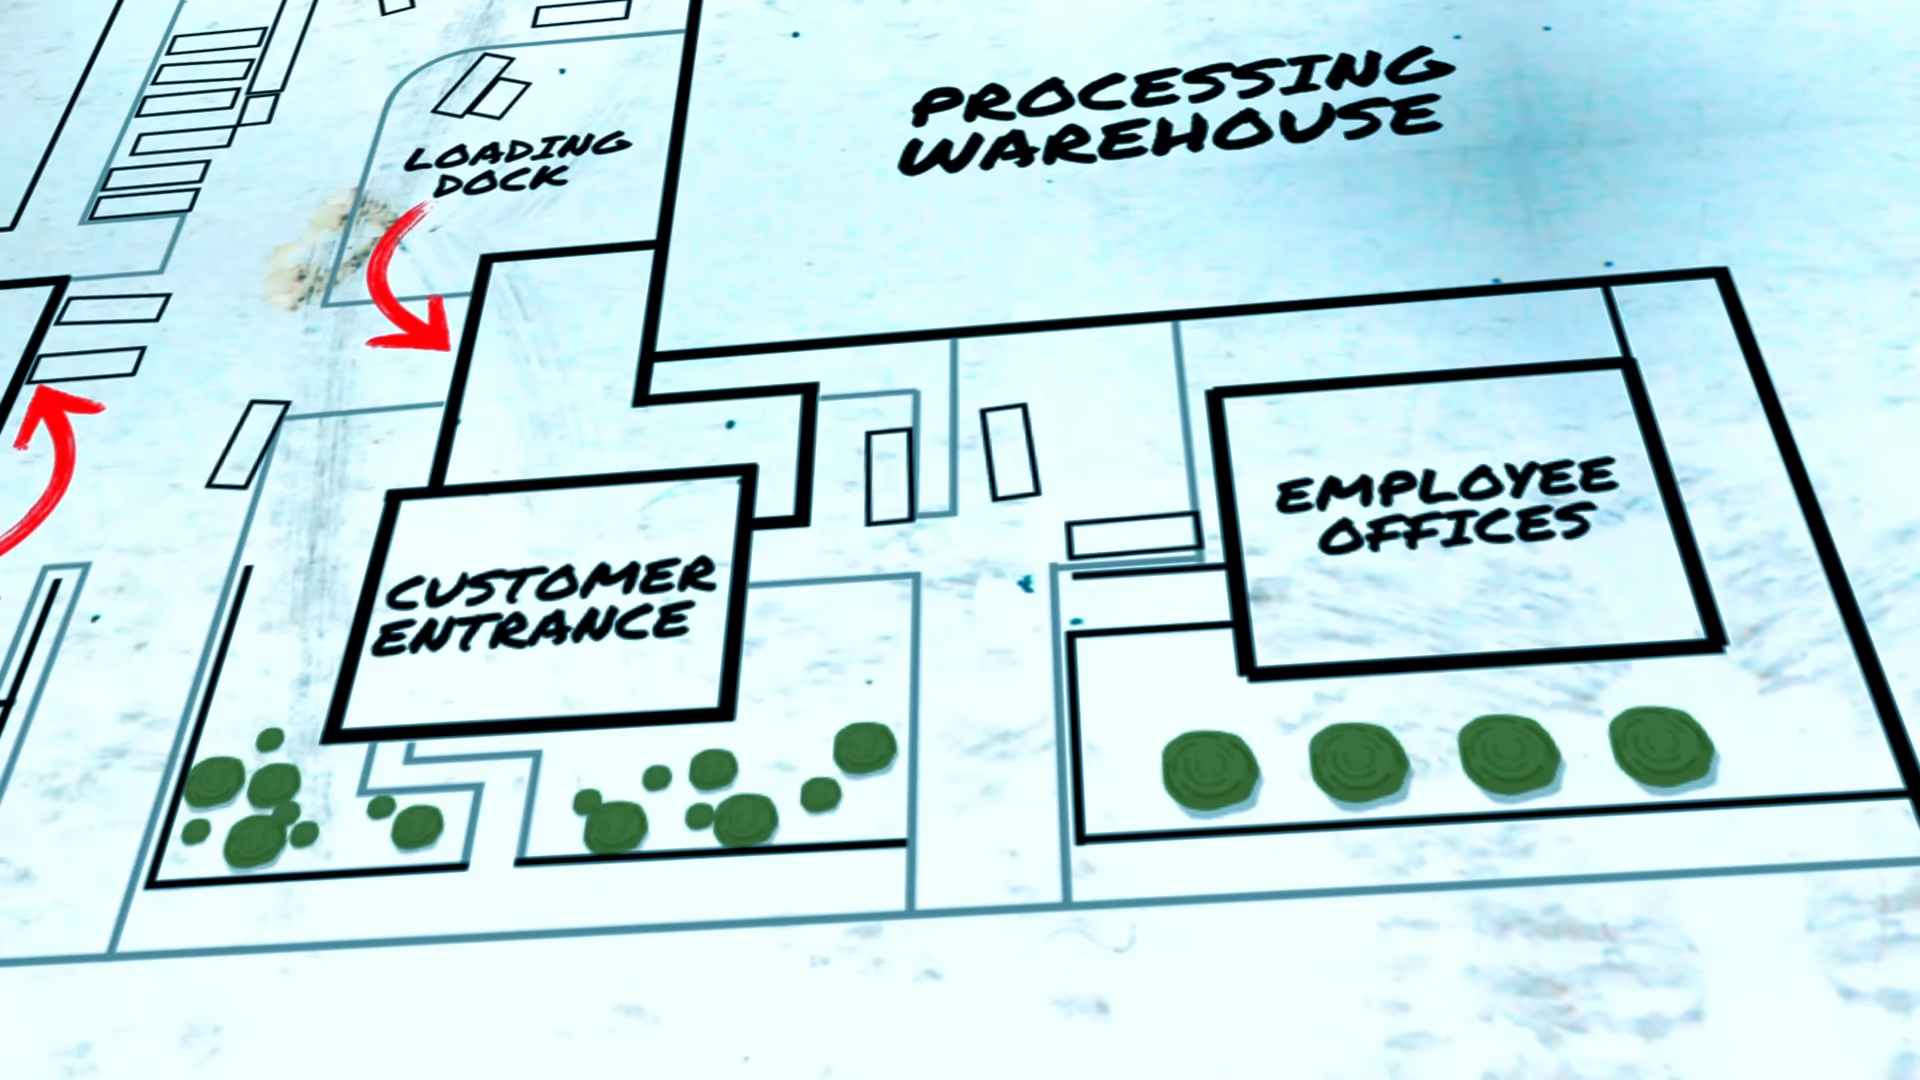 PROCESSING
WAREHOUSE
LOADING
DOCK
EMPLOYEE
OFFICES
CUSTOMER
ENTRANCE